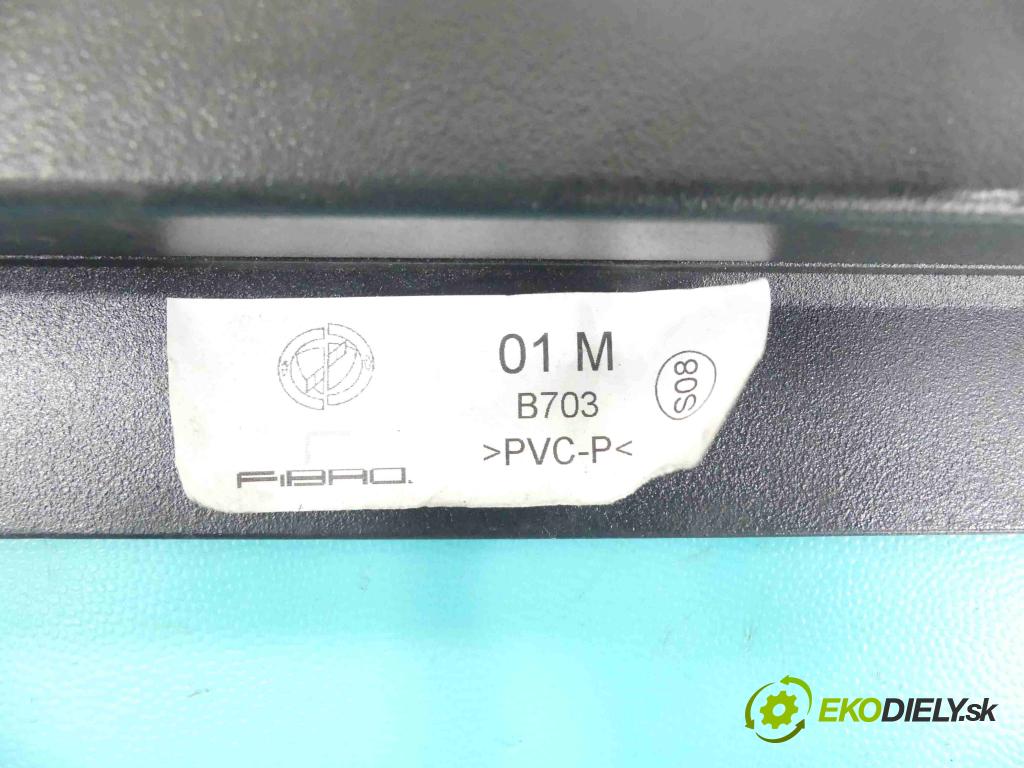 01 M
B703
>PVC-P<
S08
FiBRO.
EKODIELY.sk